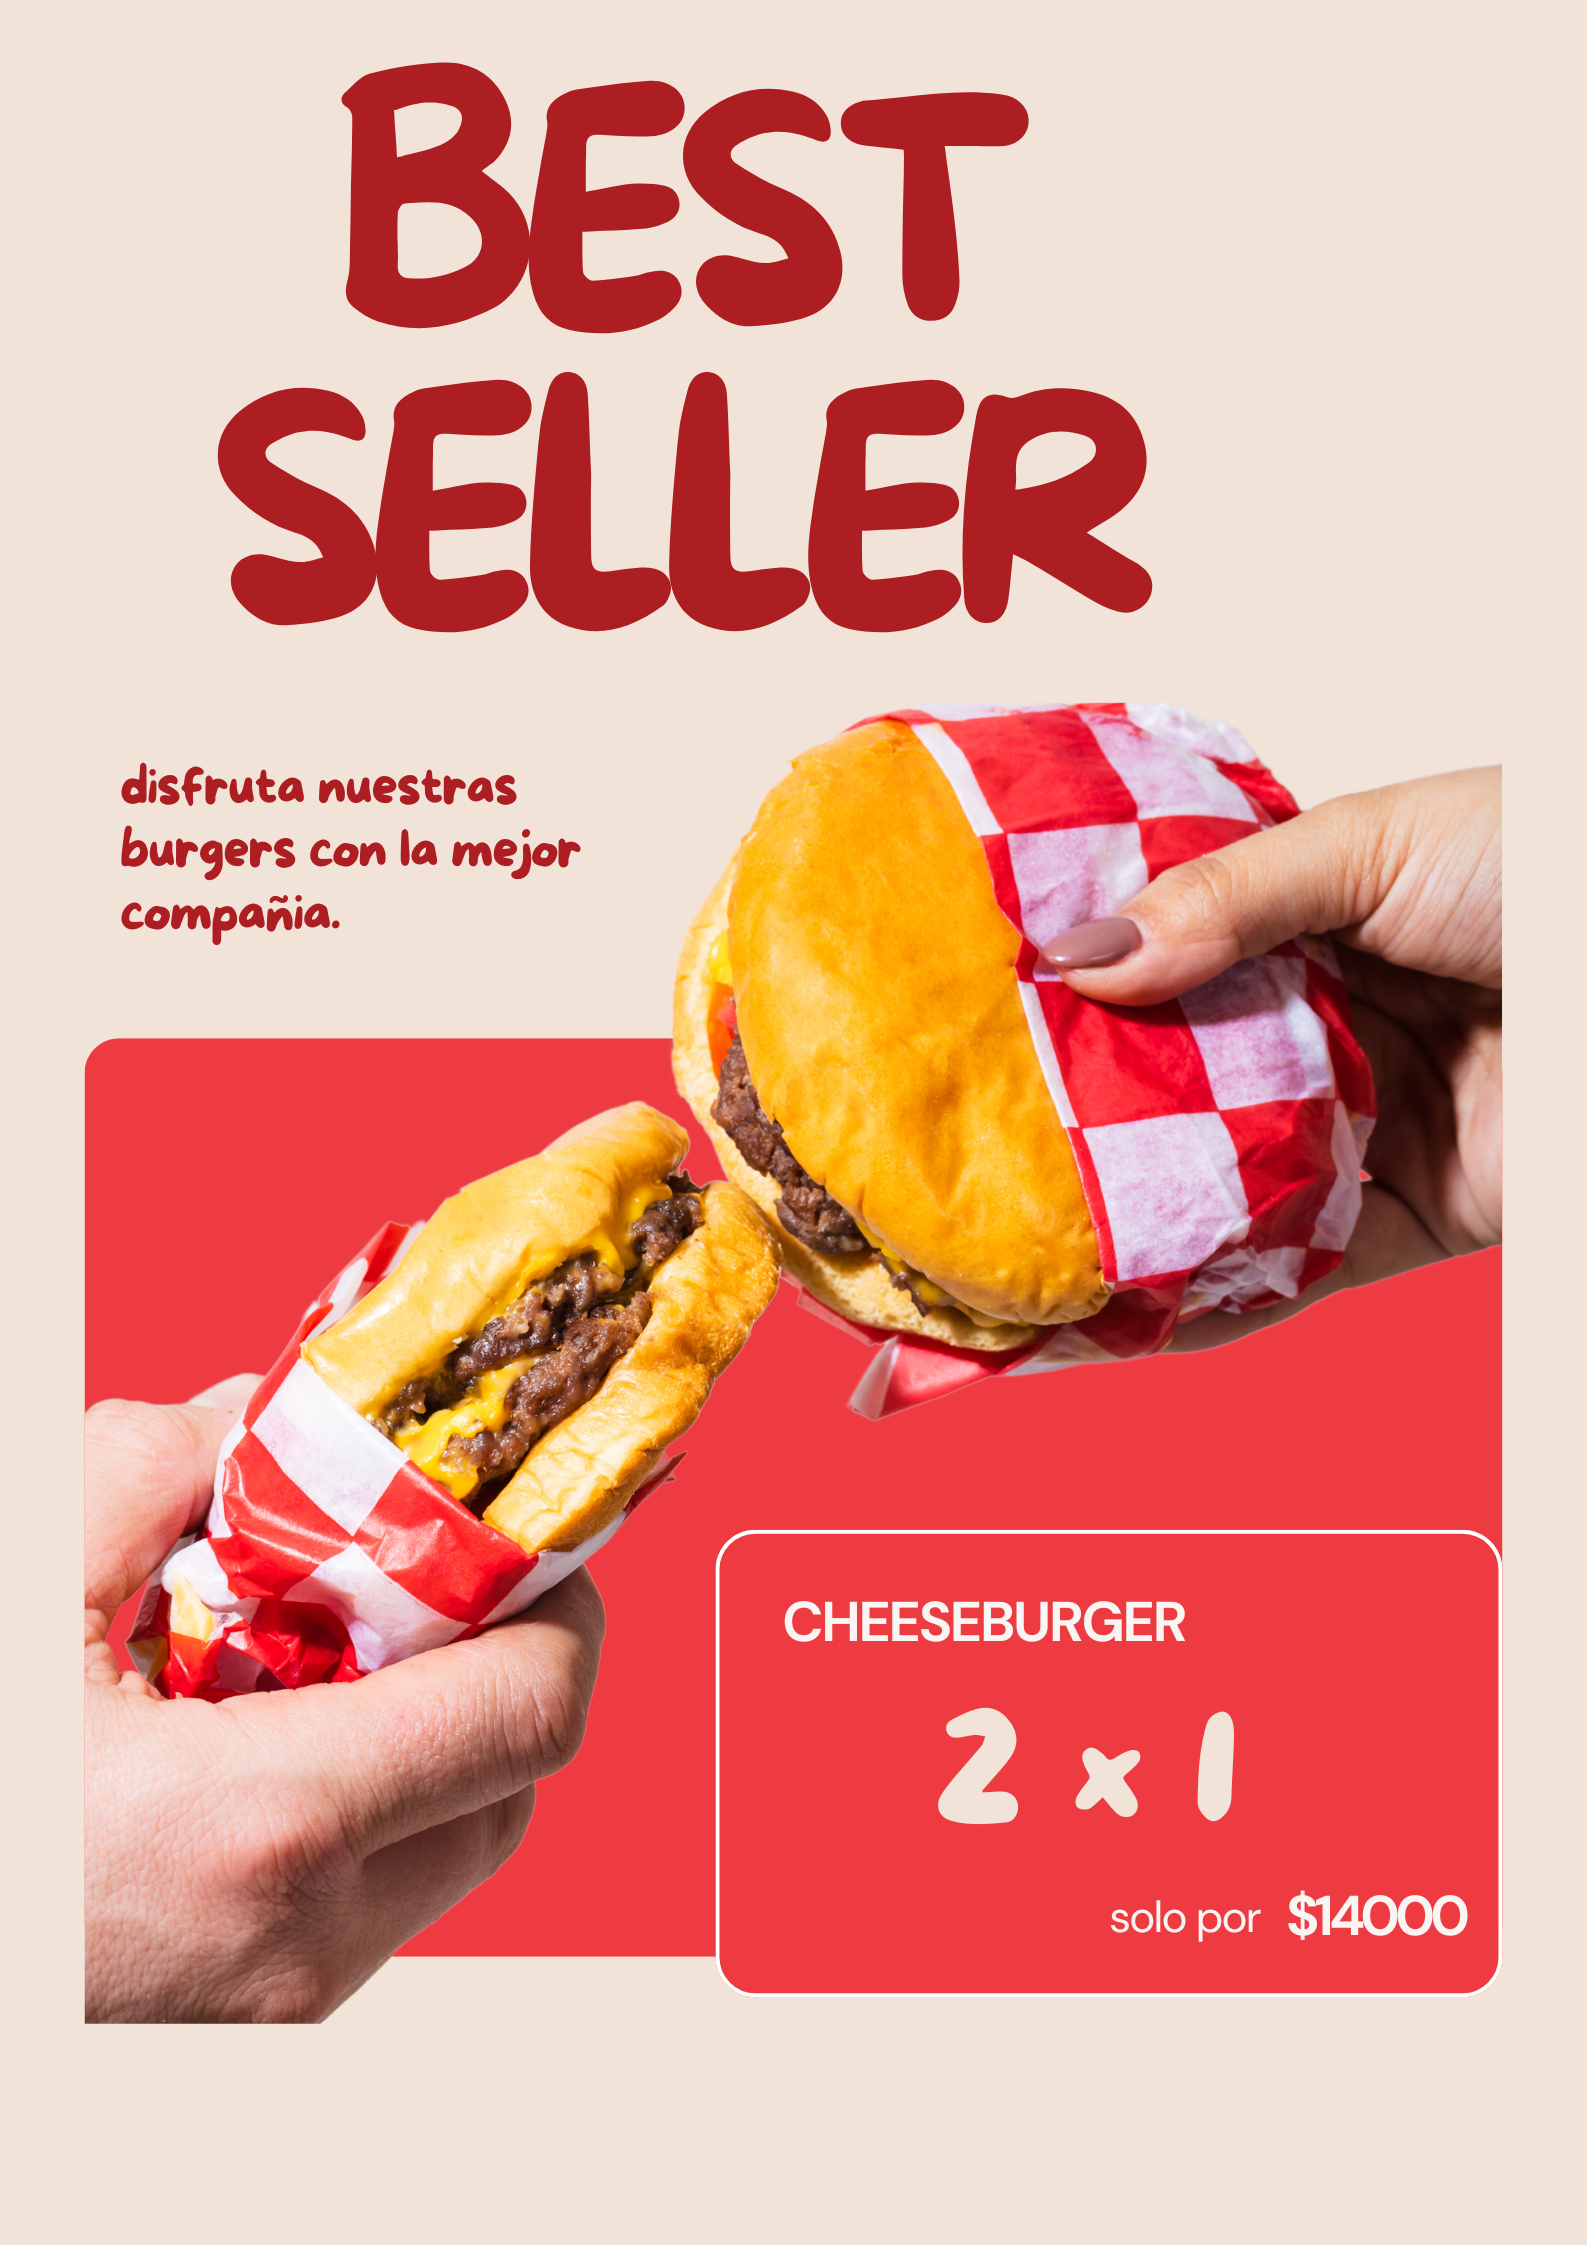 BEST
SELLER
disfruta nuestras
burgers con la mejor
compañia.
CHEESEBURGER
2 x 1
solo por $14000